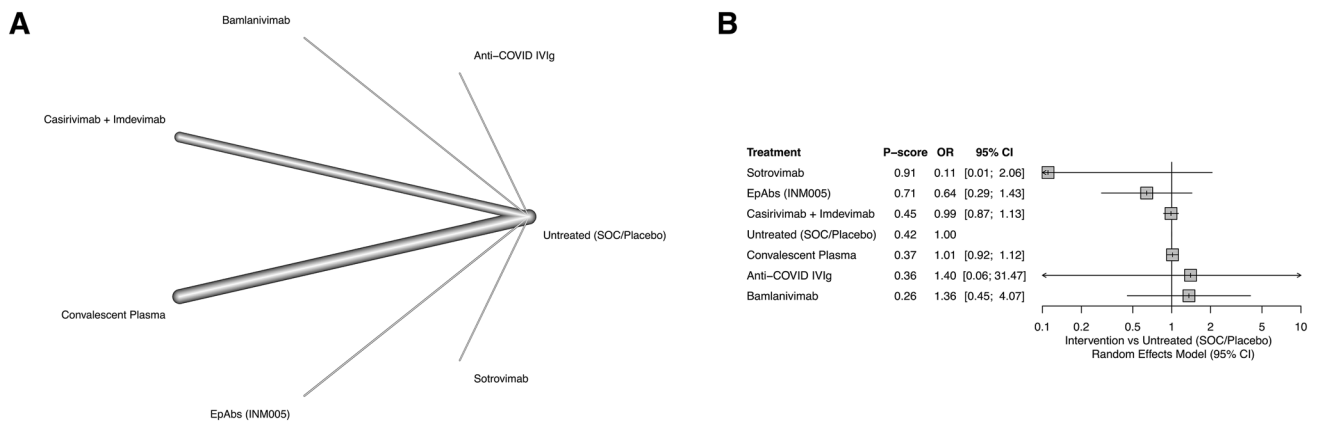 A
Bamlanivimab
Anti−COVID IVIg
Casirivimab + Imdevimab
Untreated (SOC/Placebo)
Convalescent Plasma
Sotrovimab
EpAbs (INM005)
B
Treatment P−score OR 95% CI
Sotrovimab 0.91 0.11 [0.01; 2.06]
EpAbs (INM005) 0.71 0.64 [0.29; 1.43]
Casirivimab + Imdevimab 0.45 0.99 [0.87; 1.13]
Untreated (SOC/Placebo) 0.42 1.00
Convalescent Plasma 0.37 1.01 [0.92; 1.12]
Anti−COVID IVIg 0.36 1.40 [0.06; 31.47]
Bamlanivimab 0.26 1.36 [0.45; 4.07]
0.1 0.2 0.5 1 2 5 10
Intervention vs Untreated (SOC/Placebo)
Random Effects Model (95% CI)